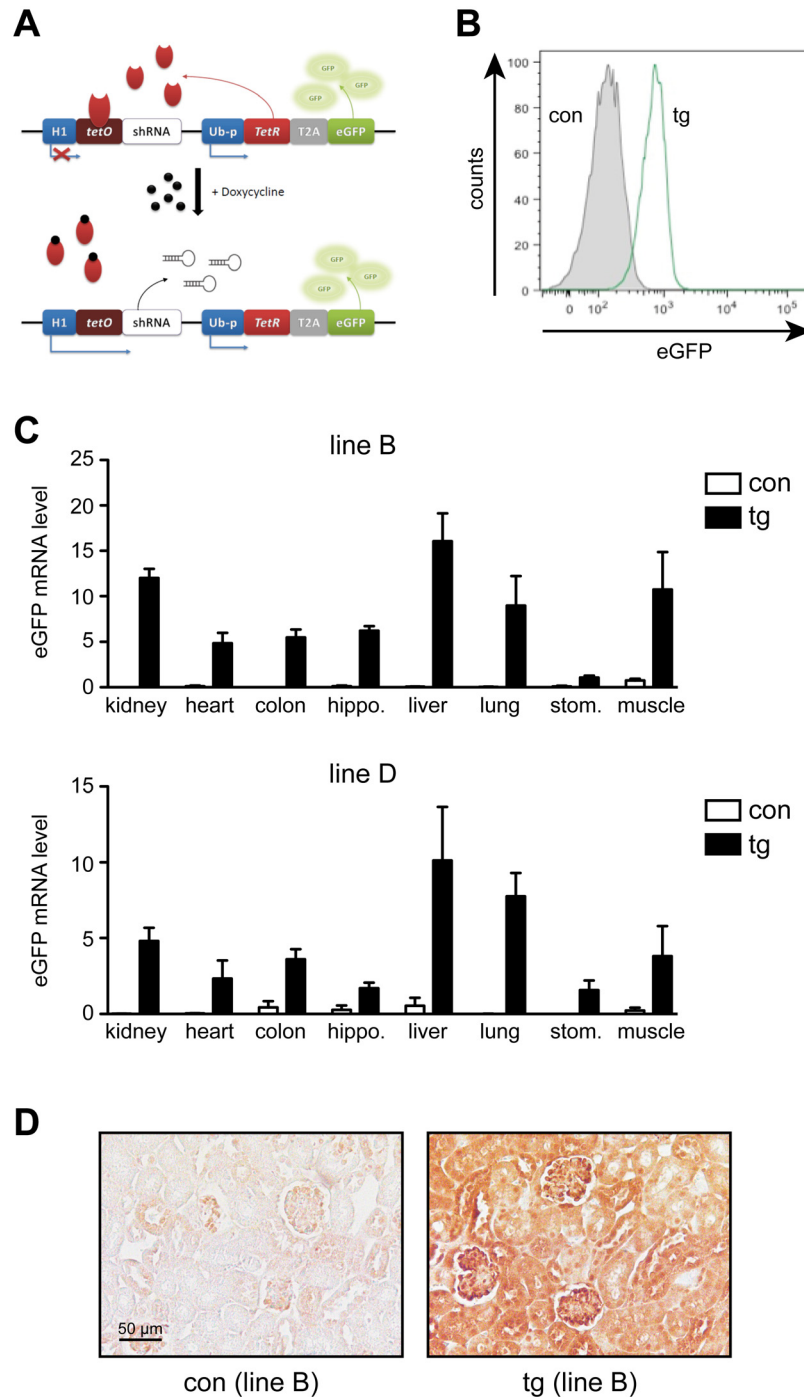 A
GFP
GFP
GFP
H1 tetO shRNA Ub-p TetR T2A eGFP
+ Doxycycline
GFP
GFP
GFP
H1 tetO shRNA Ub-p TetR T2A eGFP
B
100
80
60
40
20
0
counts
con
tg
0 10² 10³ 10⁴ 10⁵
eGFP
C
line B
25
20
15
10
5
0
eGFP mRNA level
con
tg
kidney heart colon hippo. liver lung stom. muscle
line D
15
10
5
0
eGFP mRNA level
con
tg
kidney heart colon hippo. liver lung stom. muscle
D
50 µm
con (line B)
tg (line B)